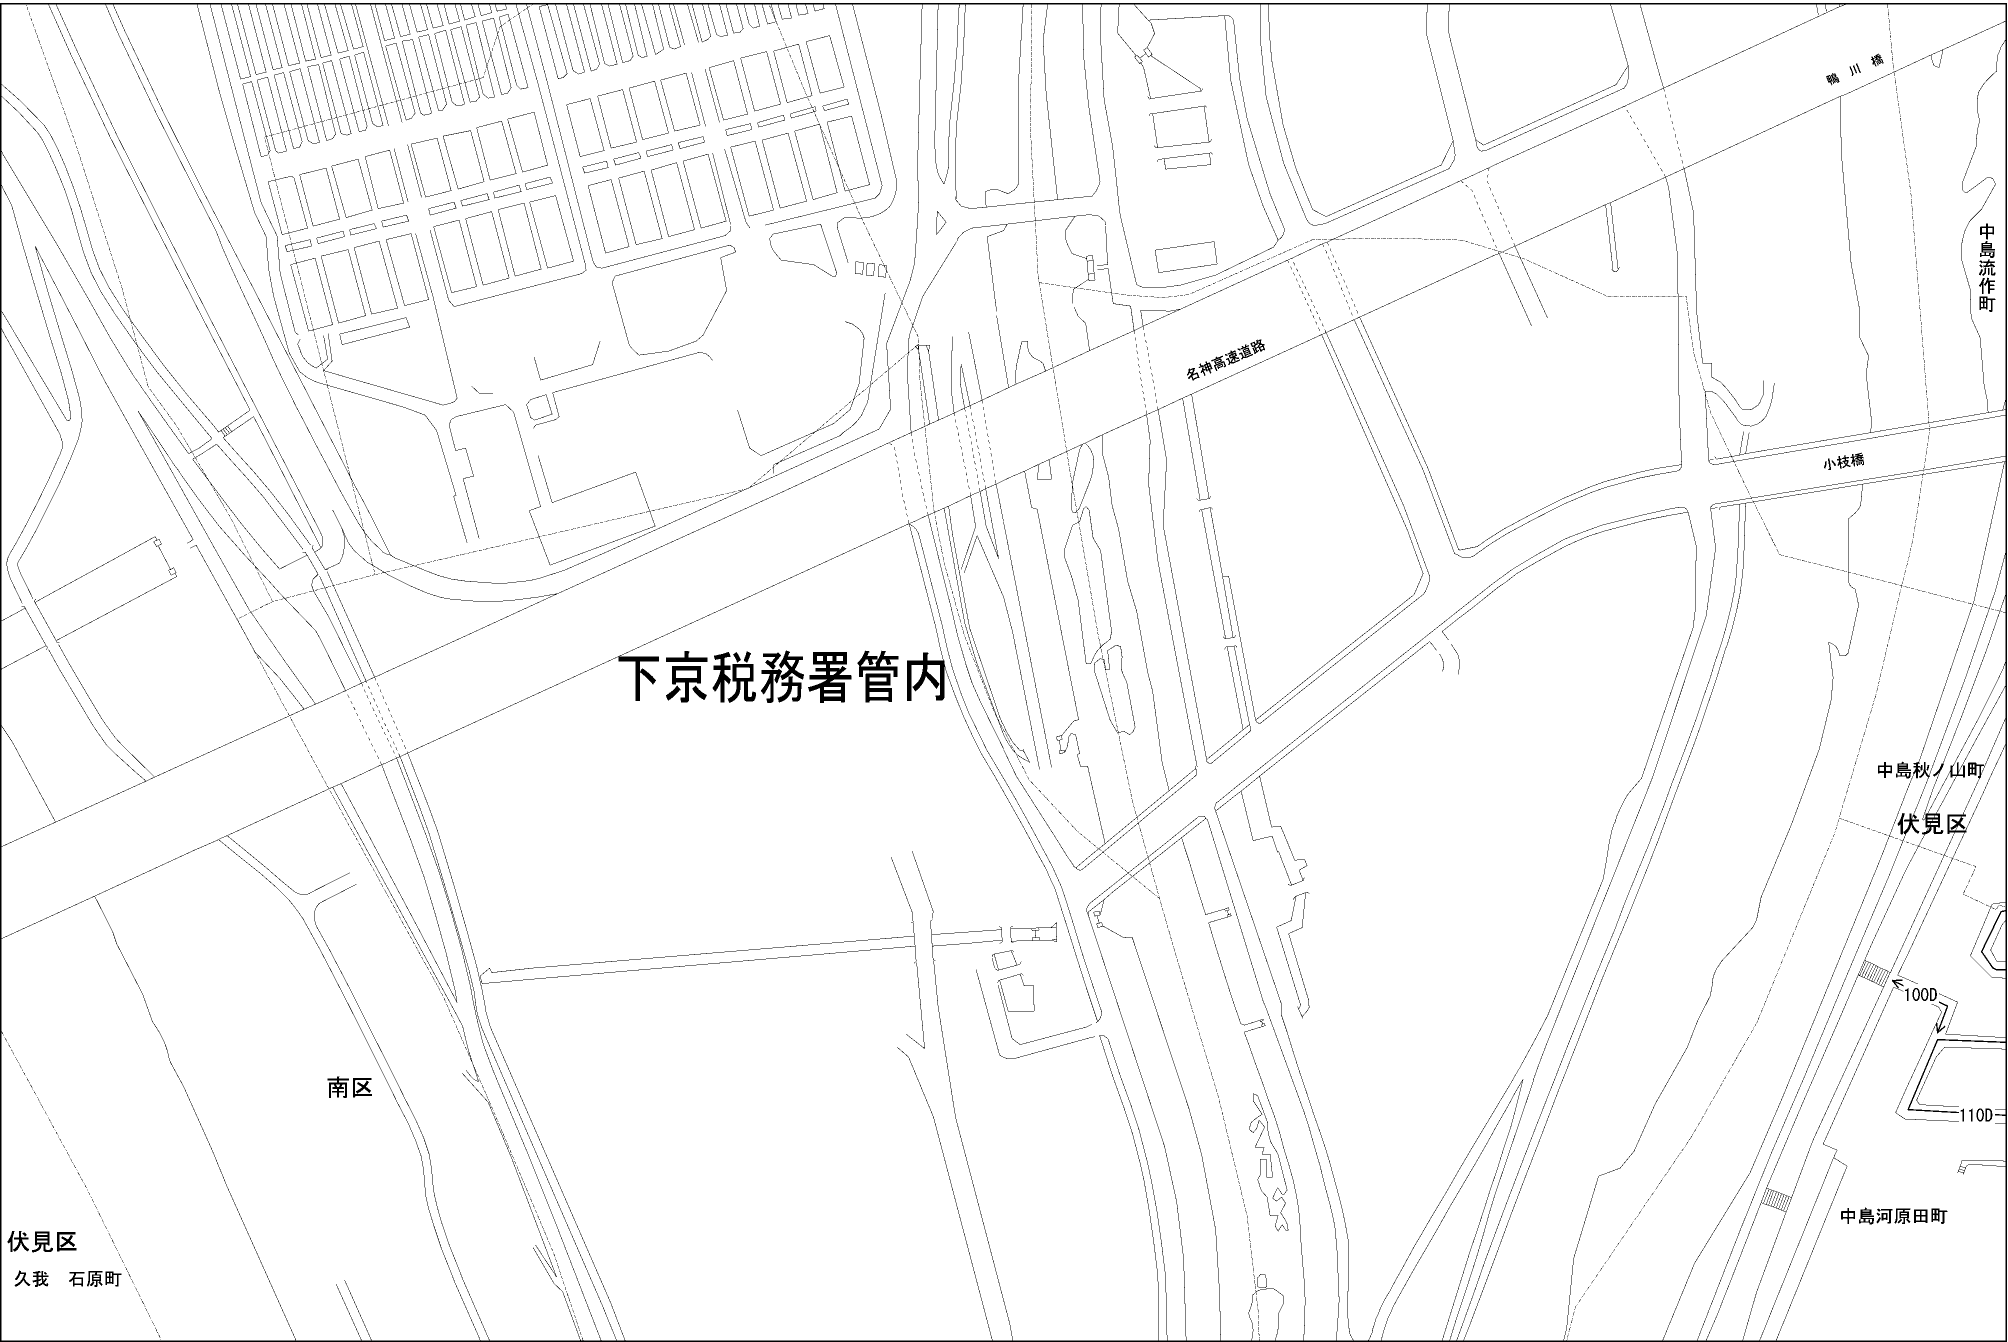 鴨川橋
中島流作町
名神高速道路
小枝橋
下京税務署管内
中島秋ノ山町
伏見区
100D
南区
110D
中島河原田町
伏見区
久我　石原町